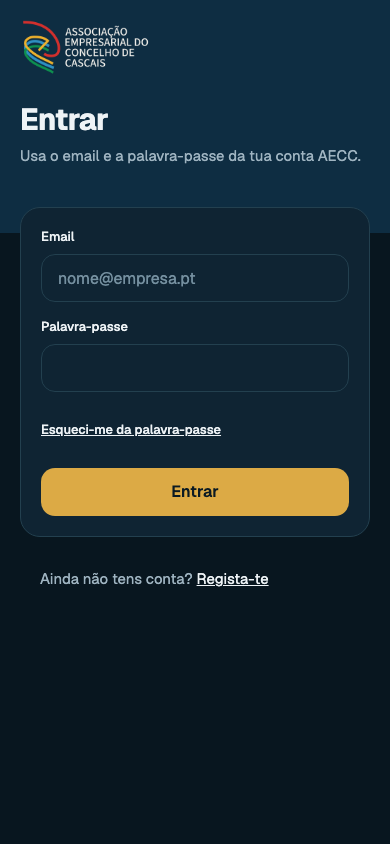 ASSOCIAÇÃO
EMPRESARIAL DO
CONCELHO DE
CASCAIS
Entrar
Usa o email e a palavra-passe da tua conta AECC.
Email
nome@empresa.pt
Palavra-passe
Esqueci-me da palavra-passe
Entrar
Ainda não tens conta? Regista-te